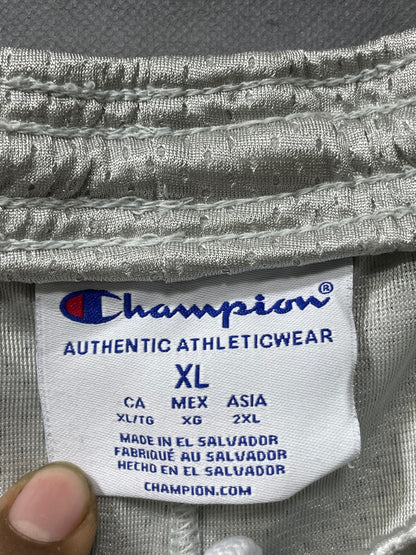 Champion®
AUTHENTIC ATHLETICWEAR
XL
CA MEX ASIA
XL/TG XG 2XL
MADE IN EL SALVADOR
FABRIQUÉ AU SALVADOR
HECHO EN EL SALVADOR
CHAMPION.COM